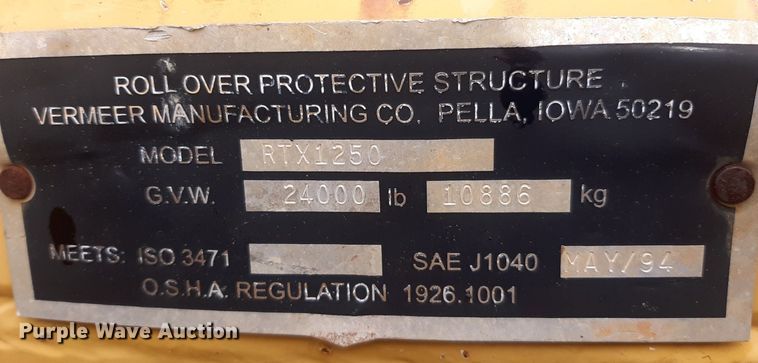 ROLL OVER PROTECTIVE STRUCTURE
VERMEER MANUFACTURING CO. PELLA, IOWA 50219
MODEL RTX1250
G.V.W. 24000 lb 10886 kg
MEETS: ISO 3471 SAE J1040 MAY/94
O.S.H.A. REGULATION 1926.1001
Purple Wave Auction